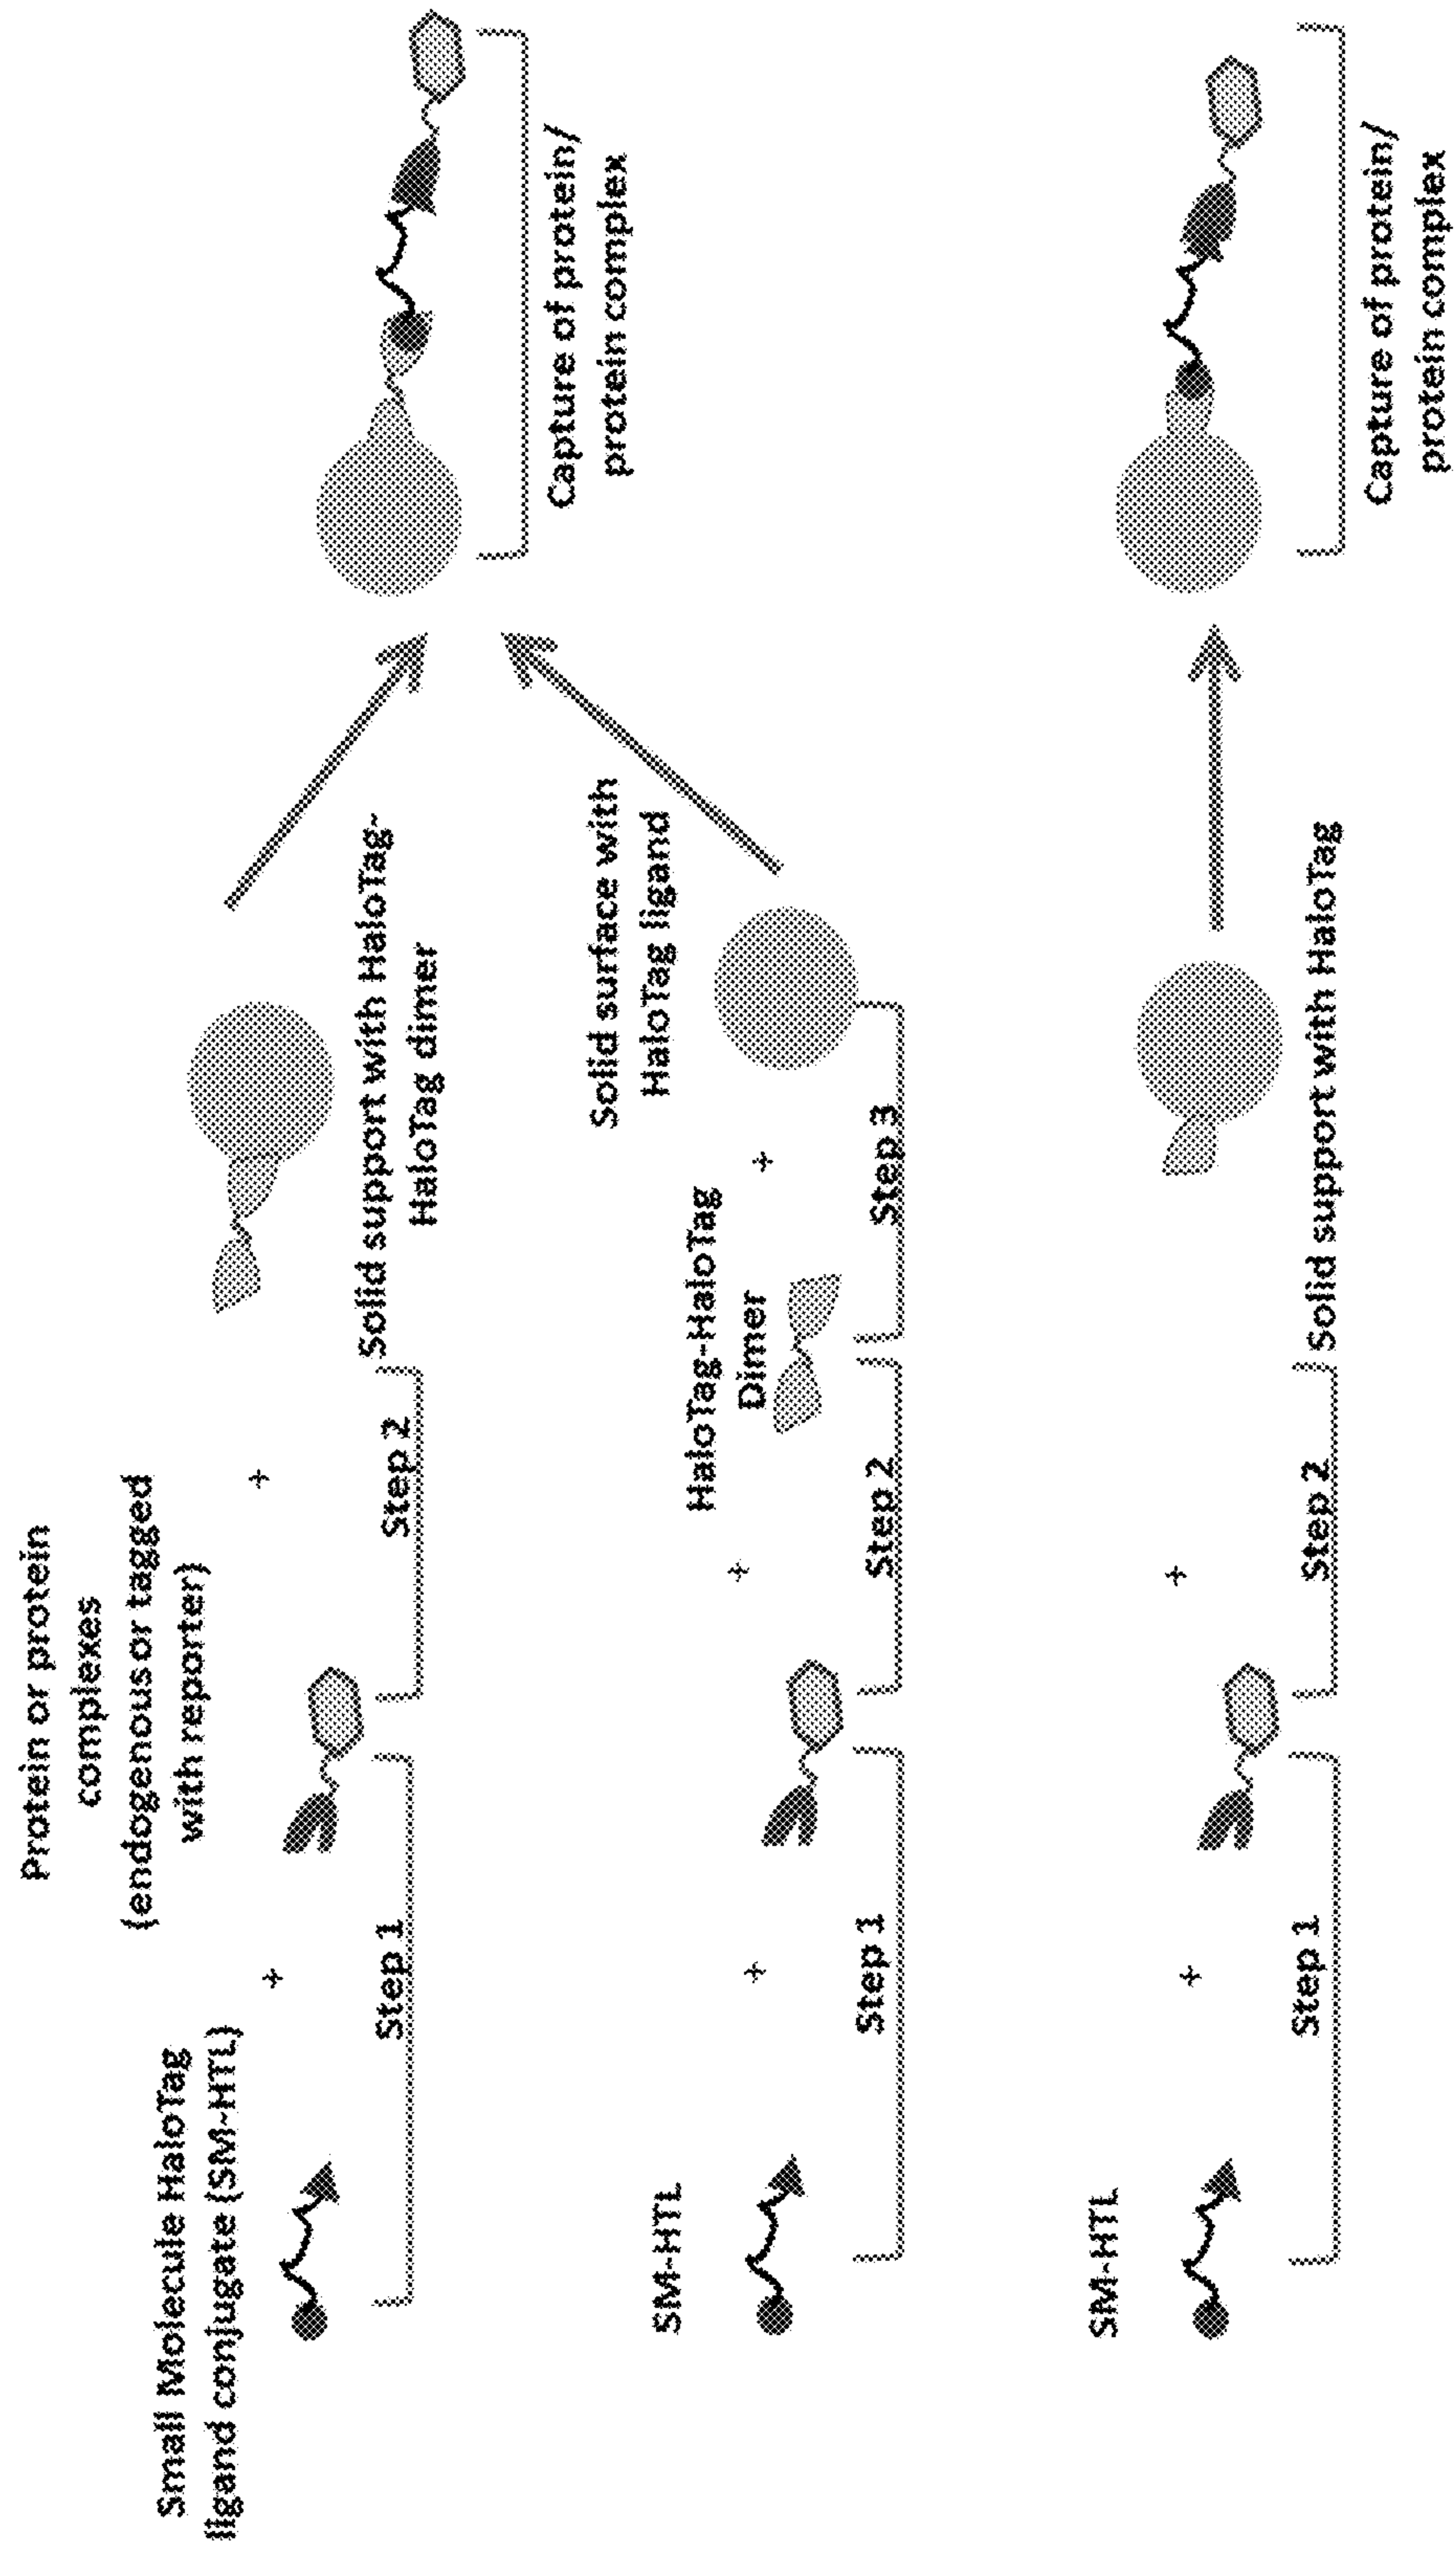 Protein or protein
complexes
(endogenous or tagged
with reporter)
Small Molecule HaloTag
ligand conjugate (SM-HTL)
+
+
Step 1
Step 2
Solid support with HaloTag-
HaloTag dimer
Capture of protein/
protein complex
SM-HTL
+
+
HaloTag-HaloTag
Dimer
+
Solid surface with
HaloTag ligand
Step 1
Step 2
Step 3
SM-HTL
+
+
Step 1
Step 2
Solid support with HaloTag
Capture of protein/
protein complex